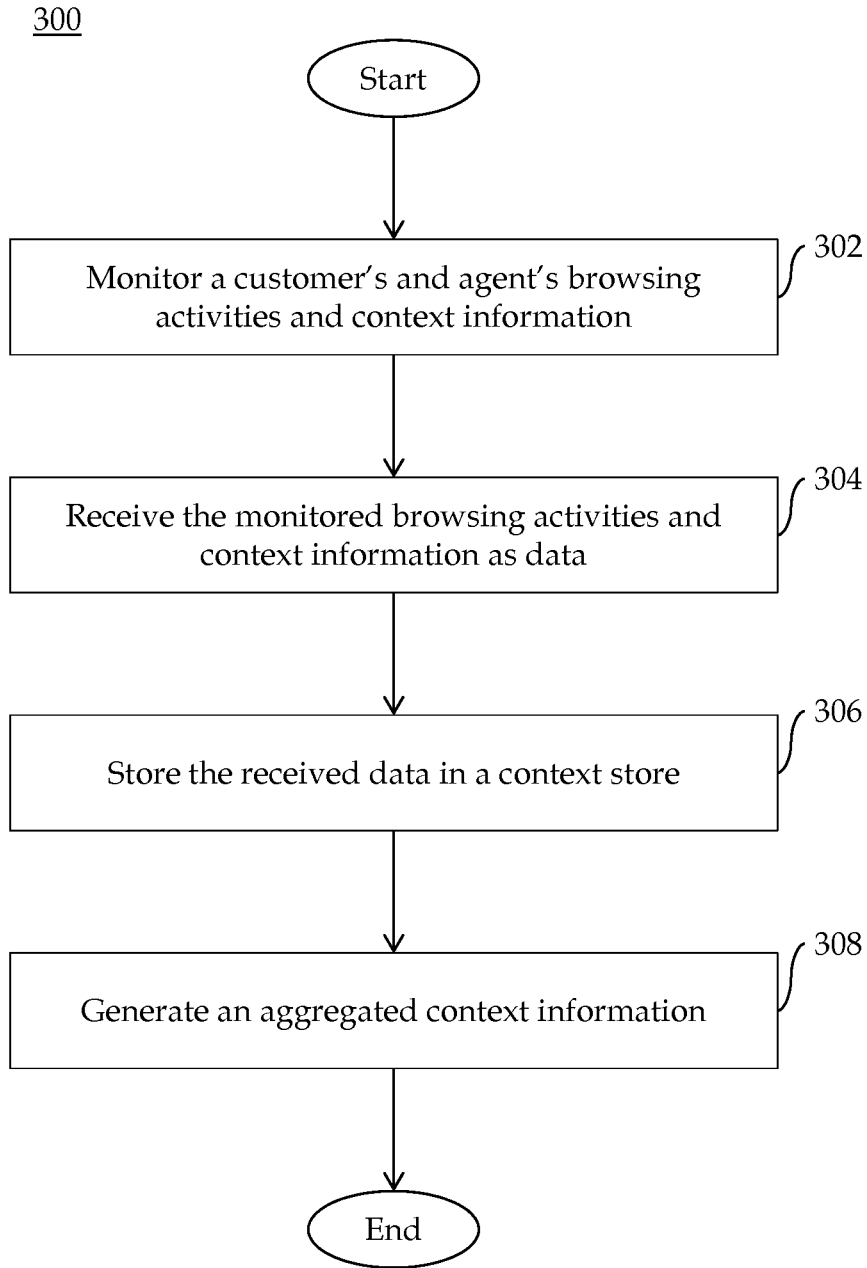 300
Start
302
Monitor a customer’s and agent’s browsing
activities and context information
304
Receive the monitored browsing activities and
context information as data
306
Store the received data in a context store
308
Generate an aggregated context information
End